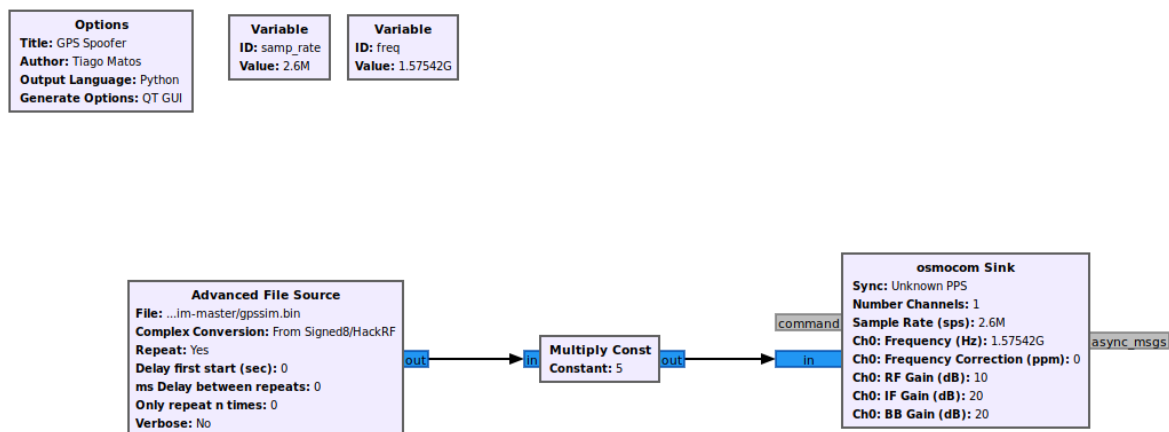 Options
Title: GPS Spoofer
Author: Tiago Matos
Output Language: Python
Generate Options: QT GUI
Variable
ID: samp_rate
Value: 2.6M
Variable
ID: freq
Value: 1.57542G
Advanced File Source
File: ...im-master/gpssim.bin
Complex Conversion: From Signed8/HackRF
Repeat: Yes
Delay first start (sec): 0
ms Delay between repeats: 0
Only repeat n times: 0
Verbose: No
out
in
Multiply Const
Constant: 5
out
command
in
osmocom Sink
Sync: Unknown PPS
Number Channels: 1
Sample Rate (sps): 2.6M
Ch0: Frequency (Hz): 1.57542G
Ch0: Frequency Correction (ppm): 0
Ch0: RF Gain (dB): 10
Ch0: IF Gain (dB): 20
Ch0: BB Gain (dB): 20
async_msgs